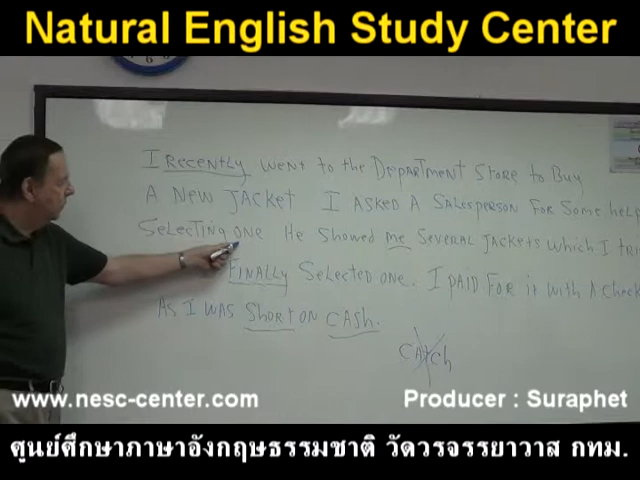 Natural English Study Center
I RECENTLY went to the Department Store to Buy
A New Jacket I Asked A Salesperson For Some help
Selecting one He Showed me Several Jackets which I
FINALLY Selected one. I PAID For it with A Check
As I was Short on CASH.
CATCh
www.nesc-center.com Producer : Suraphet
ศูนย์ศึกษาภาษาอังกฤษธรรมชาติ วัดวรจรรยาวาส กทม.